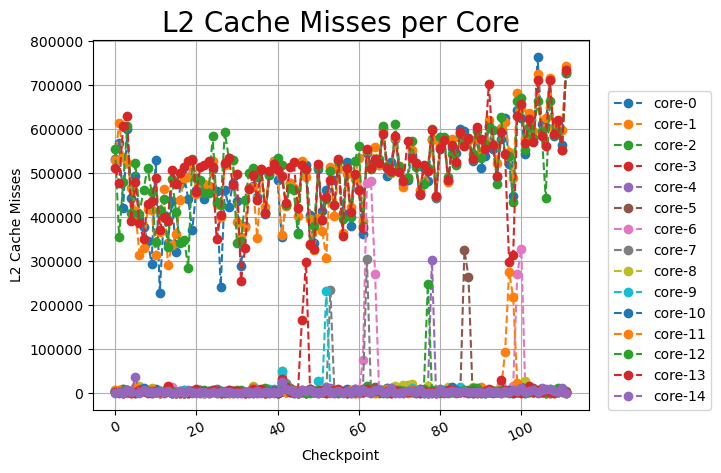 L2 Cache Misses per Core
800000
700000
600000
500000
400000
300000
200000
100000
0
L2 Cache Misses
0
20
40
60
80
100
Checkpoint
core-0
core-1
core-2
core-3
core-4
core-5
core-6
core-7
core-8
core-9
core-10
core-11
core-12
core-13
core-14